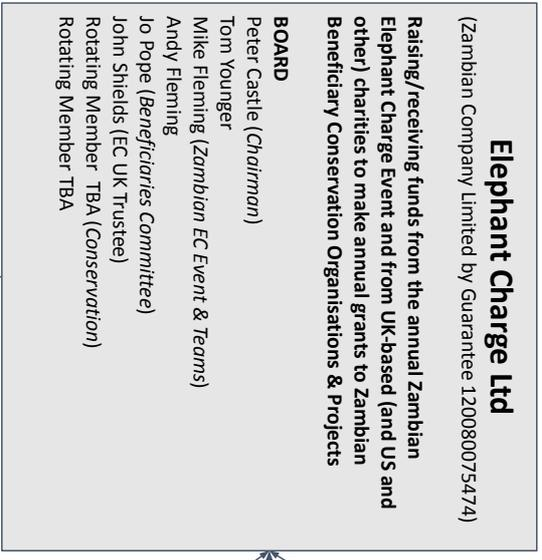 Elephant Charge Ltd
(Zambian Company Limited by Guarantee 120080075474)
Raising/receiving funds from the annual Zambian
Elephant Charge Event and from UK-based (and US and
other) charities to make annual grants to Zambian
Beneficiary Conservation Organisations & Projects
BOARD
Peter Castle (Chairman)
Tom Younger
Mike Fleming (Zambian EC Event & Teams)
Andy Fleming
Jo Pope (Beneficiaries Committee)
John Shields (EC UK Trustee)
Rotating Member TBA (Conservation)
Rotating Member TBA